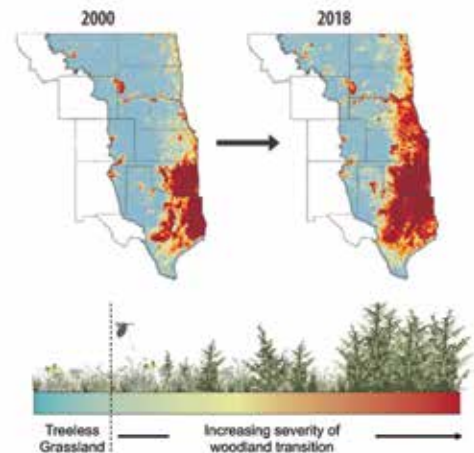 2000
2018
Treeless
Grassland
Increasing severity of
woodland transition